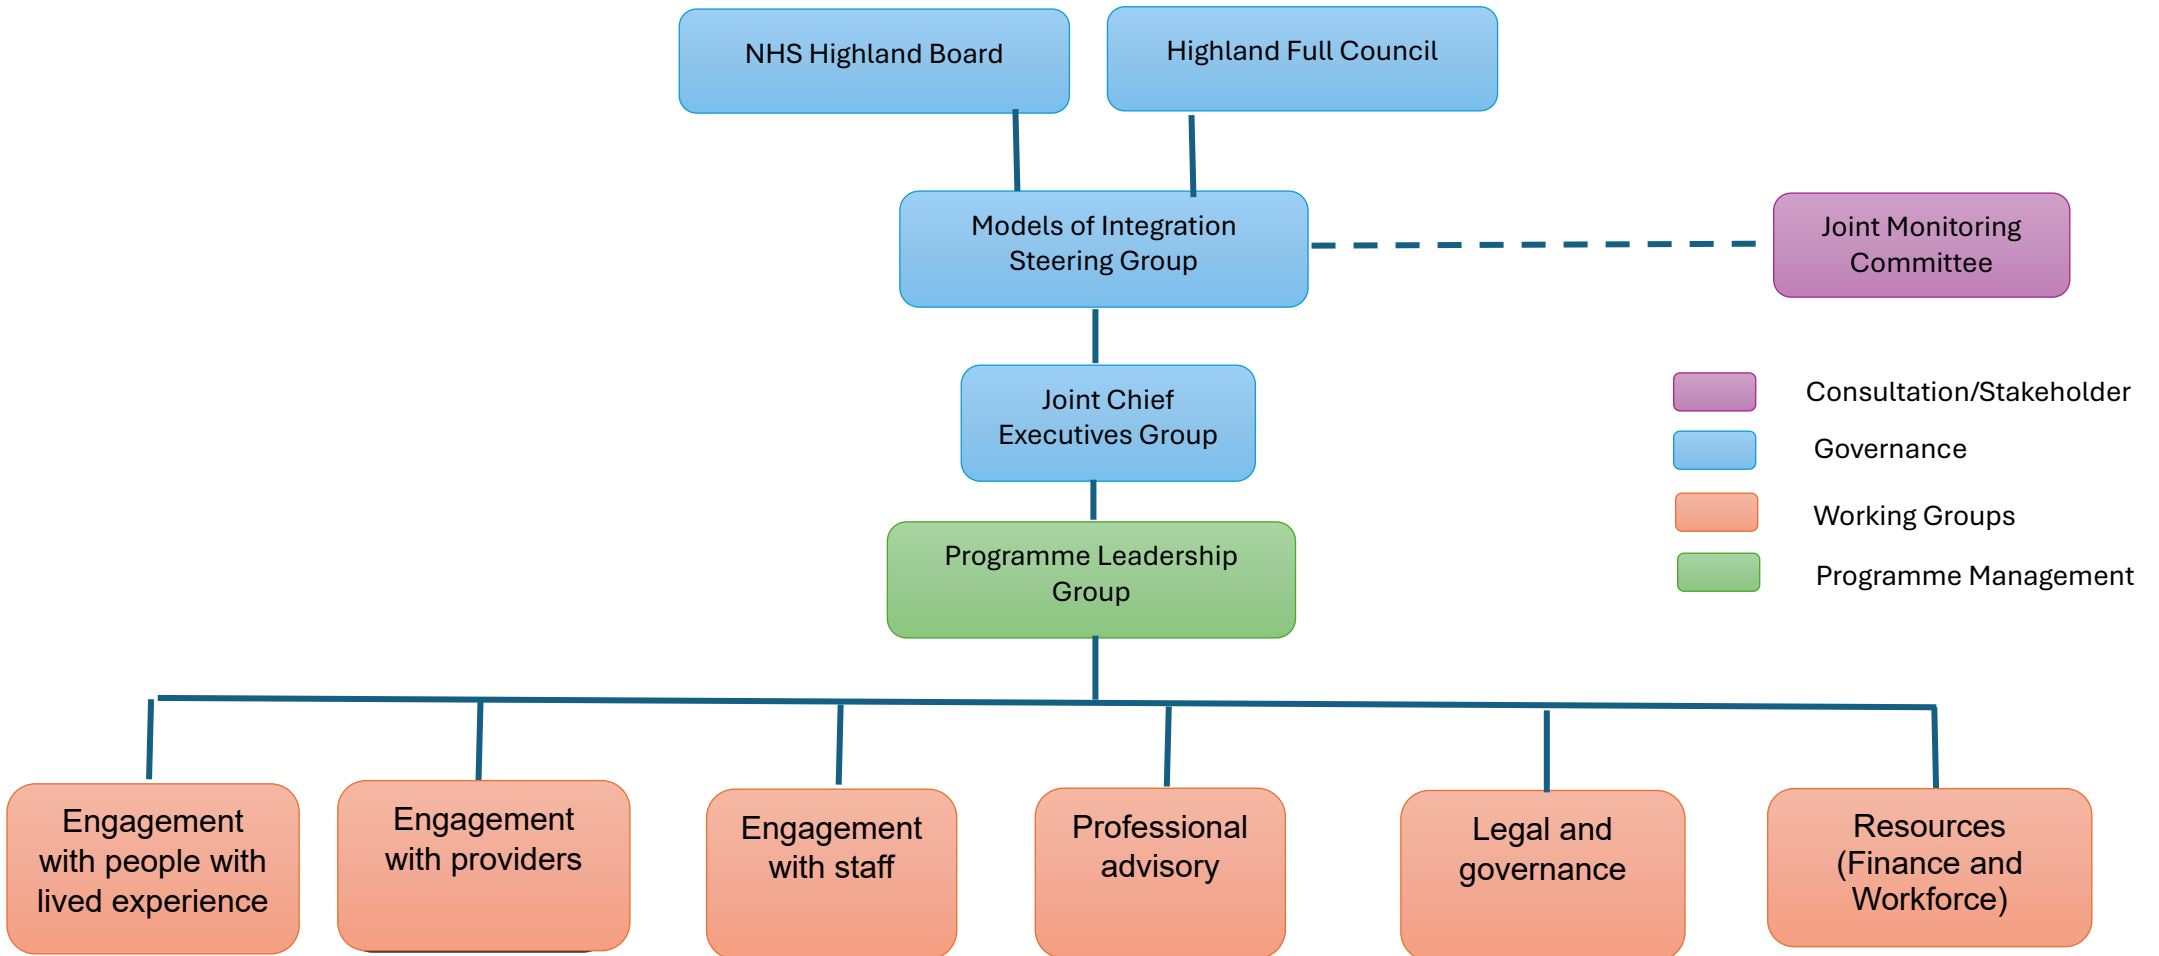 NHS Highland Board
Highland Full Council
Models of Integration
Steering Group
Joint Monitoring
Committee
Joint Chief
Executives Group
Consultation/Stakeholder
Governance
Working Groups
Programme Management
Programme Leadership
Group
Engagement
with people with
lived experience
Engagement
with providers
Engagement
with staff
Professional
advisory
Legal and
governance
Resources
(Finance and
Workforce)